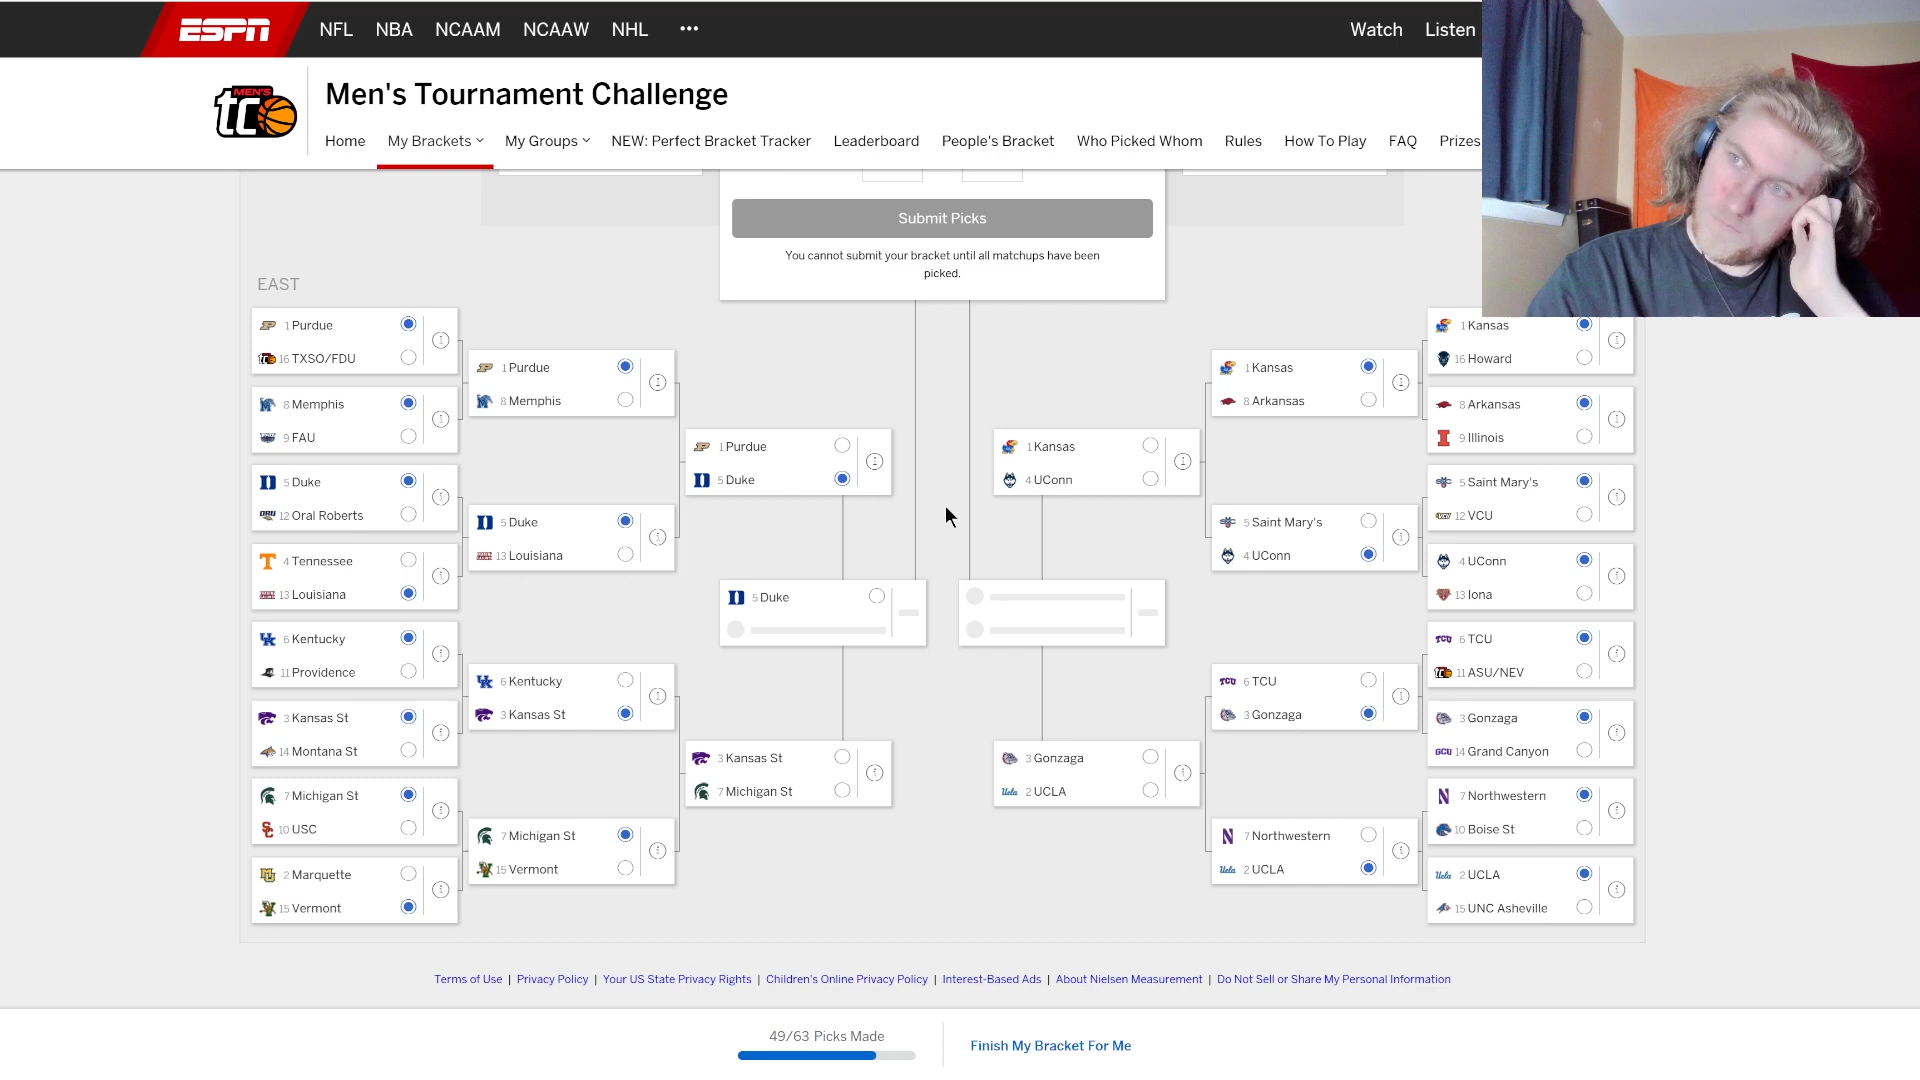 ESPN NFL NBA NCAAM NCAAW NHL ••• Watch Listen
MEN'S tc Men's Tournament Challenge
Home My Brackets My Groups NEW: Perfect Bracket Tracker Leaderboard People's Bracket Who Picked Whom Rules How To Play FAQ Prizes
Submit Picks
You cannot submit your bracket until all matchups have been
picked.
EAST
1 Purdue
16 TXSO/FDU
8 Memphis
9 FAU
5 Duke
12 Oral Roberts
4 Tennessee
13 Louisiana
6 Kentucky
11 Providence
3 Kansas St
14 Montana St
7 Michigan St
10 USC
2 Marquette
15 Vermont
1 Purdue
8 Memphis
5 Duke
13 Louisiana
6 Kentucky
3 Kansas St
7 Michigan St
15 Vermont
1 Purdue
5 Duke
3 Kansas St
7 Michigan St
5 Duke
1 Kansas
4 UConn
3 Gonzaga
2 UCLA
1 Kansas
8 Arkansas
5 Saint Mary's
4 UConn
6 TCU
3 Gonzaga
7 Northwestern
2 UCLA
1 Kansas
16 Howard
8 Arkansas
9 Illinois
5 Saint Mary's
12 VCU
4 UConn
13 Iona
6 TCU
11 ASU/NEV
3 Gonzaga
14 Grand Canyon
7 Northwestern
10 Boise St
2 UCLA
15 UNC Asheville
Terms of Use | Privacy Policy | Your US State Privacy Rights | Children's Online Privacy Policy | Interest-Based Ads | About Nielsen Measurement | Do Not Sell or Share My Personal Information
49/63 Picks Made
Finish My Bracket For Me